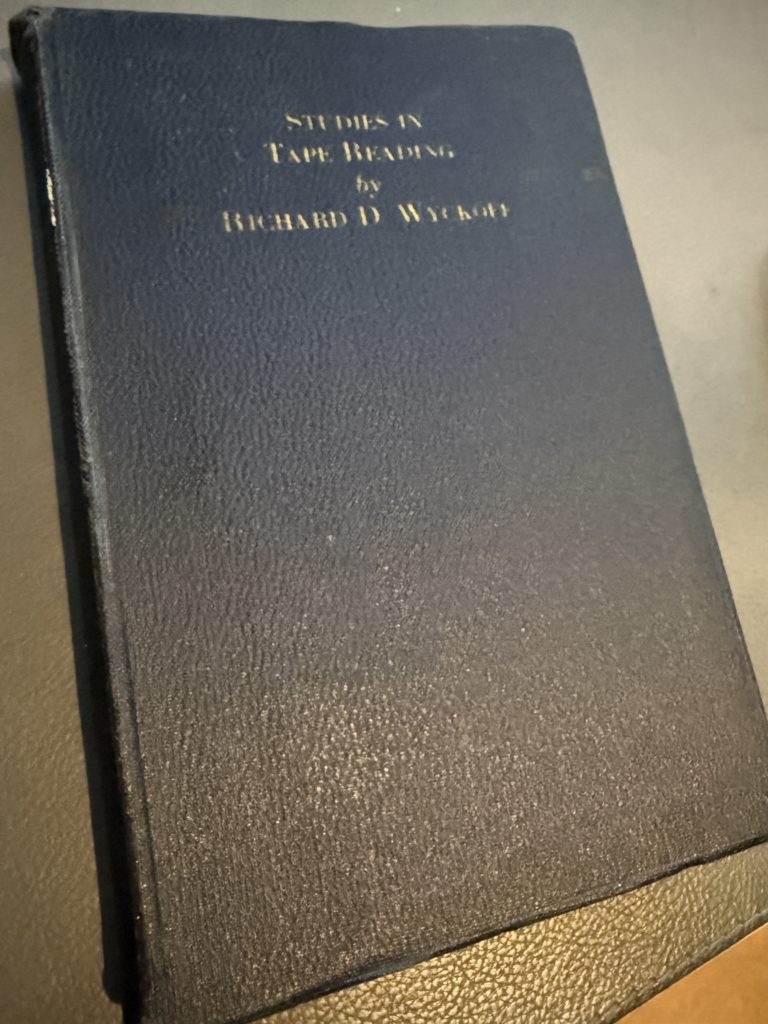 STUDIES IN
TAPE READING
by
RICHARD D WYCKOFF